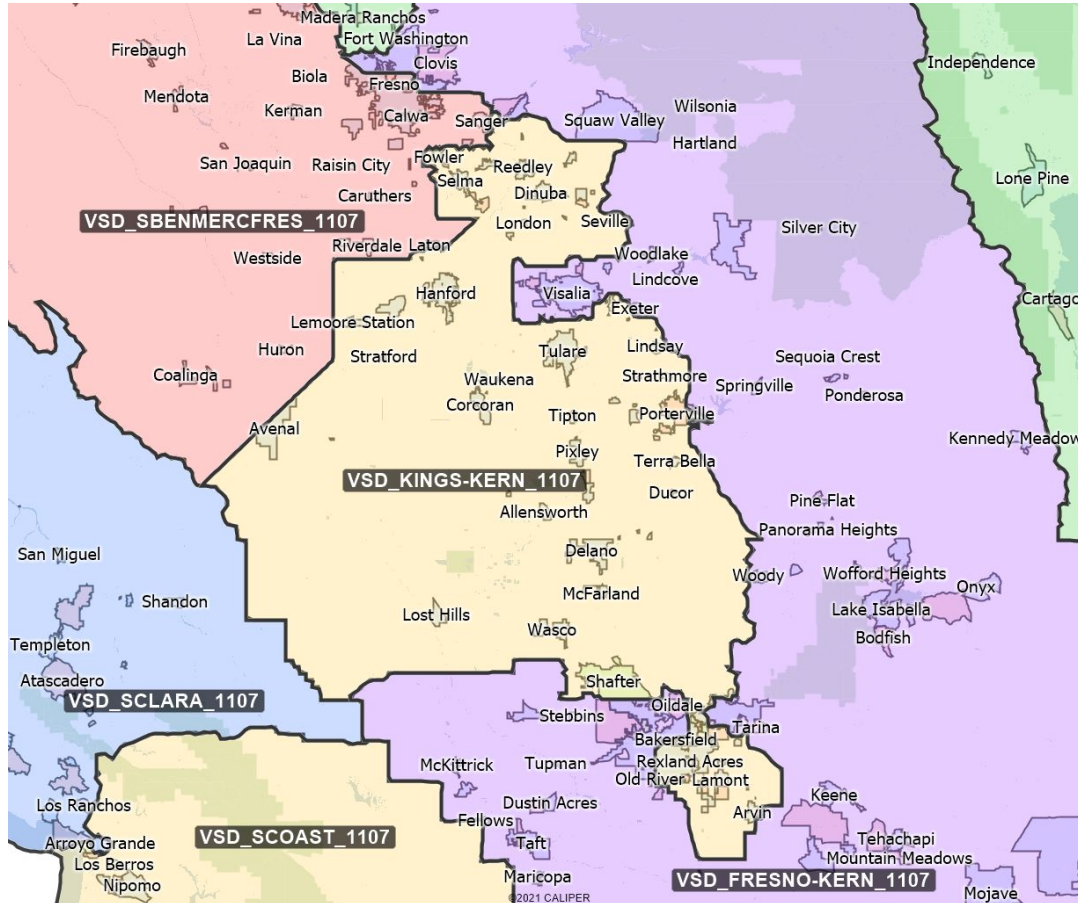 Madera Ranchos
La Vina
Fort Washington
Firebaugh
Clovis
Independence
Biola
Fresno
Mendota
Kerman
Calwa
Sanger
Squaw Valley
Wilsonia
Hartland
San Joaquin
Raisin City
Fowler
Reedley
Lone Pine
Selma
Dinuba
Caruthers
VSD_SBENMERCFRES_1107
London
Seville
Silver City
Riverdale
Laton
Westside
Woodlake
Lindcove
Hanford
Visalia
Cartago
Exeter
Lemoore Station
Huron
Stratford
Tulare
Lindsay
Sequoia Crest
Coalinga
Waukena
Strathmore
Springville
Ponderosa
Corcoran
Tipton
Porterville
Avenal
Kennedy Meadow
Pixley
Terra Bella
VSD_KINGS-KERN_1107
Ducor
Pine Flat
Allensworth
Panorama Heights
San Miguel
Delano
Woody
Wofford Heights
Onyx
McFarland
Shandon
Lost Hills
Lake Isabella
Wasco
Bodfish
Templeton
Atascadero
Shafter
VSD_SCLARA_1107
Oildale
Stebbins
Tarina
Bakersfield
McKittrick
Tupman
Rexland Acres
Old River
Lamont
Los Ranchos
Dustin Acres
Keene
Arvin
Fellows
VSD_SCOAST_1107
Arroyo Grande
Taft
Tehachapi
Los Berros
Mountain Meadows
Nipomo
Maricopa
VSD_FRESNO-KERN_1107
Mojave
©2021 CALIPER